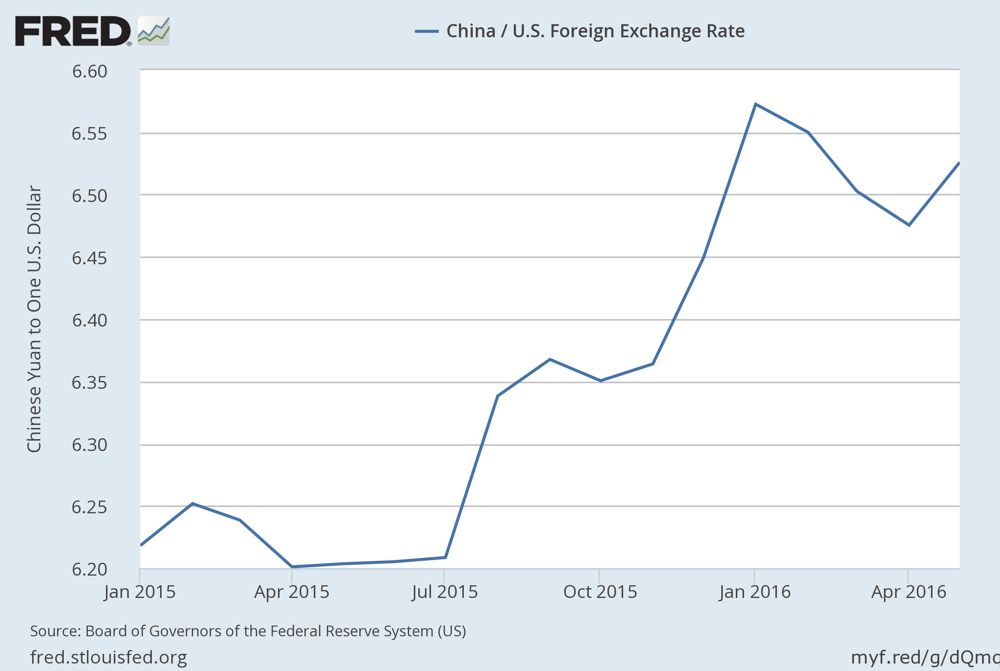 FRED®
China / U.S. Foreign Exchange Rate
6.60
6.55
6.50
6.45
6.40
6.35
6.30
6.25
6.20
Chinese Yuan to One U.S. Dollar
Jan 2015 Apr 2015 Jul 2015 Oct 2015 Jan 2016 Apr 2016
Source: Board of Governors of the Federal Reserve System (US)
fred.stlouisfed.org
myf.red/g/dQmq